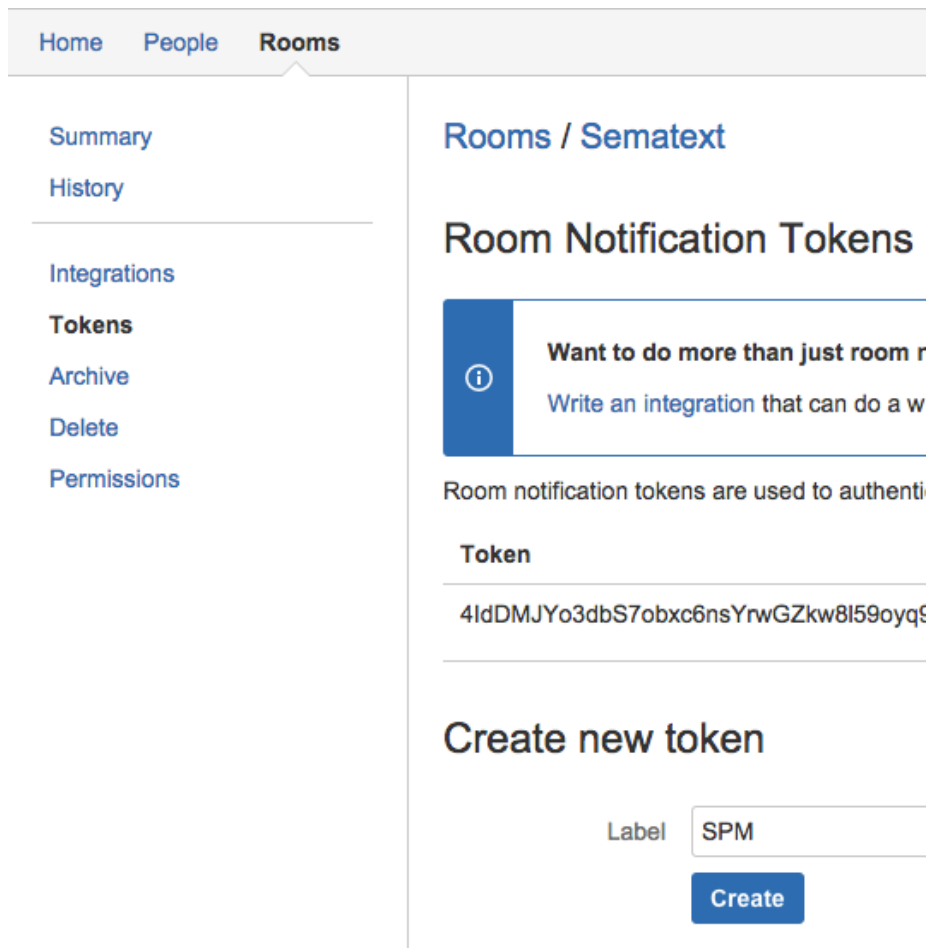 Home People Rooms
Summary
History
Integrations
Tokens
Archive
Delete
Permissions
Rooms / Sematext
Room Notification Tokens
Want to do more than just room
Write an integration that can do a
Room notification tokens are used to
Token
4IdDMJYo3dbS7obxc6nsYrwGZkw8I59oyq9
Create new token
Label SPM
Create